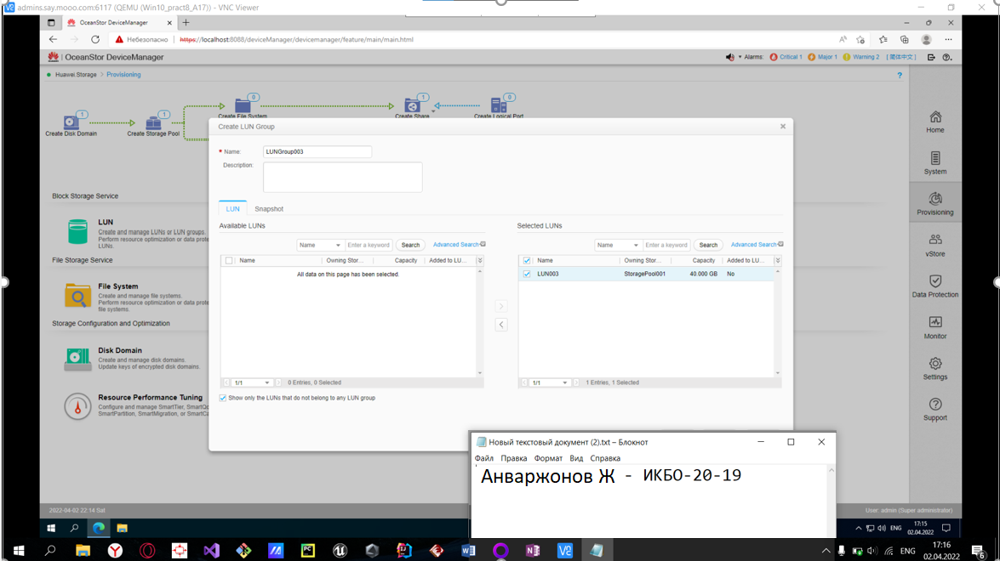 admins.say.mooo.com:6117 (QEMU (Win10_pract8_A17)) - VNC Viewer
OceanStor DeviceManager
Небезопасно https://localhost:8088/deviceManager/devicemanager/feature/main/main.html
OceanStor DeviceManager
Alarms: Critical 1 Major 1 Warning 2 [简体中文]
Huawei.Storage > Provisioning
0
1
0
1
1
Create File System
Create Share
Create Logical Port
Create Disk Domain
Create Storage Pool
Create LUN Group
* Name: LUNGroup003
Description:
LUN Snapshot
Available LUNs
Name Enter a keyword Search Advanced Search
Name Owning Stor... Capacity Added to LU...
All data on this page has been selected.
1/1 0 Entries, 0 Selected
Show only the LUNs that do not belong to any LUN group
Selected LUNs
Name Enter a keyword Search Advanced Search
Name Owning Stor... Capacity Added to LU...
LUN003 StoragePool001 40.000 GB No
1/1 1 Entries, 1 Selected
Block Storage Service
LUN
Create and manage LUNs or LUN groups.
Perform resource optimization or data prote
LUNs.
File Storage Service
File System
Create and manage file systems.
Perform resource optimization or data prote
file systems.
Storage Configuration and Optimization
Disk Domain
Create and manage disk domains.
Update keys of encrypted disk domains.
Resource Performance Tuning
Configure and manage SmartTier, SmartQo
SmartPartition, SmartMigration, or SmartCa
Home
System
Provisioning
vStore
Data Protection
Monitor
Settings
Support
Новый текстовый документ (2).txt – Блокнот
Файл Правка Формат Вид Справка
Анваржонов Ж - ИКБО-20-19
2022-04-02 22:14 Sat
User: admin (Super administrator)
ENG
17:15
02.04.2022
ENG
17:16
02.04.2022
6